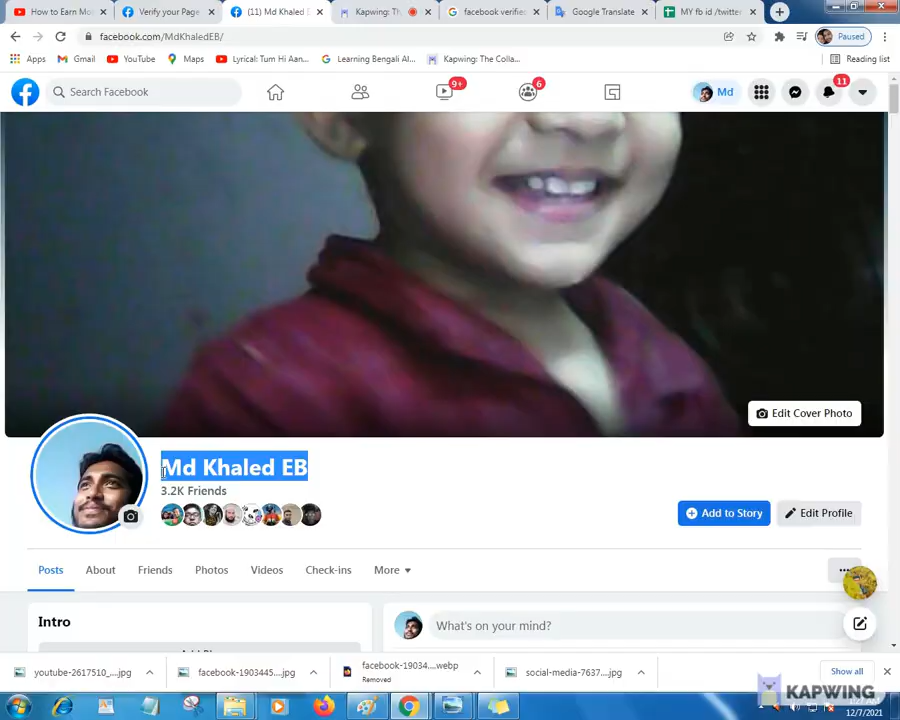 How to Earn Mo
Verify your Page
(11) Md Khaled
Kapwing: Th
facebook verifie
Google Translate
MY fb id /twitter
facebook.com/MdKhaledEB/
Paused
Apps
Gmail
YouTube
Maps
Lyrical: Tum Hi Aan...
Learning Bengali Al...
Kapwing: The Colla...
Reading list
Search Facebook
9+
6
Md
11
Edit Cover Photo
Md Khaled EB
3.2K Friends
Add to Story
Edit Profile
Posts
About
Friends
Photos
Videos
Check-ins
More
Intro
What's on your mind?
youtube-2617510_...jpg
facebook-1903445....jpg
facebook-19034....webp
Removed
social-media-7637....jpg
Show all
KAPWING
12/7/2021